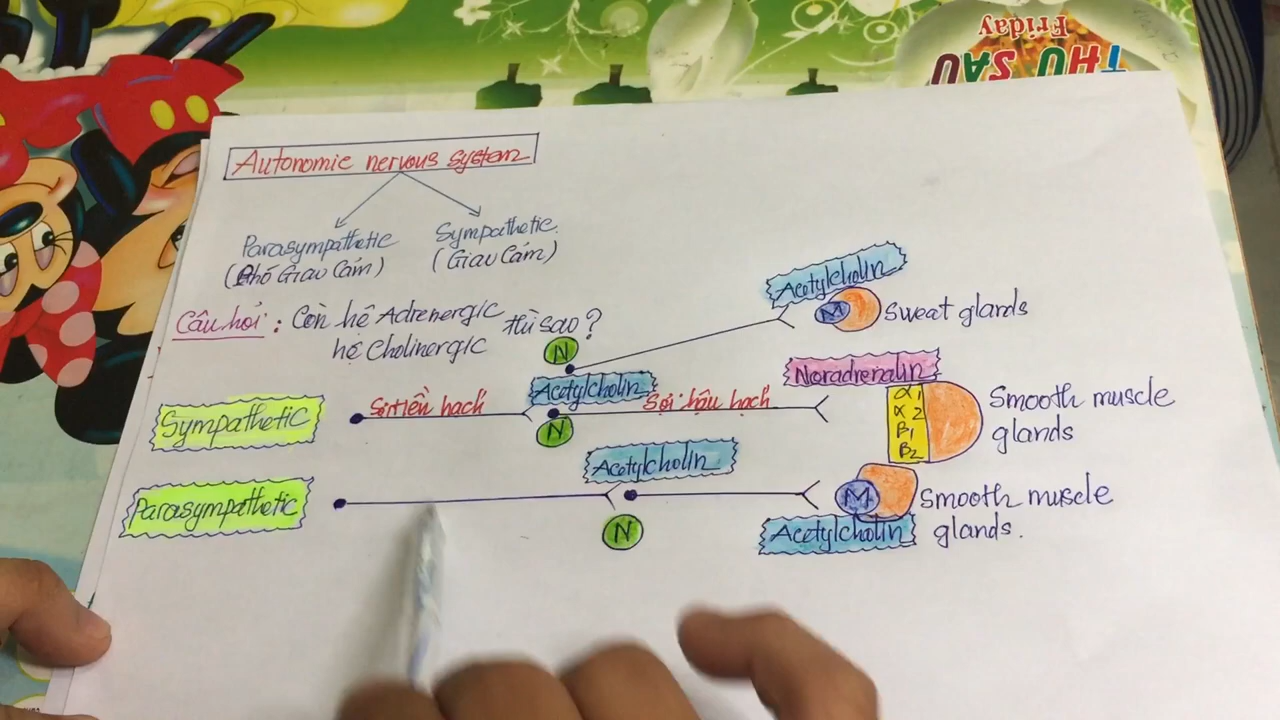 THỨ SÁU
Friday
Autonomic nervous system
Parasympathetic
(Phó Giao Cảm)
Sympathetic.
(Giao Cảm)
Câu hỏi: Còn hệ Adrenergic
hệ Cholinergic
thì sao?
N
Acetylcholin
M
Sweat glands
Sympathetic
Sợi tiền hạch
Acetylcholin
N
Sợi hậu hạch
Noradrenalin
α1
α2
β1
β2
Smooth muscle
glands
Parasympathetic
Acetylcholin
N
M
Acetylcholin
Smooth muscle
glands.